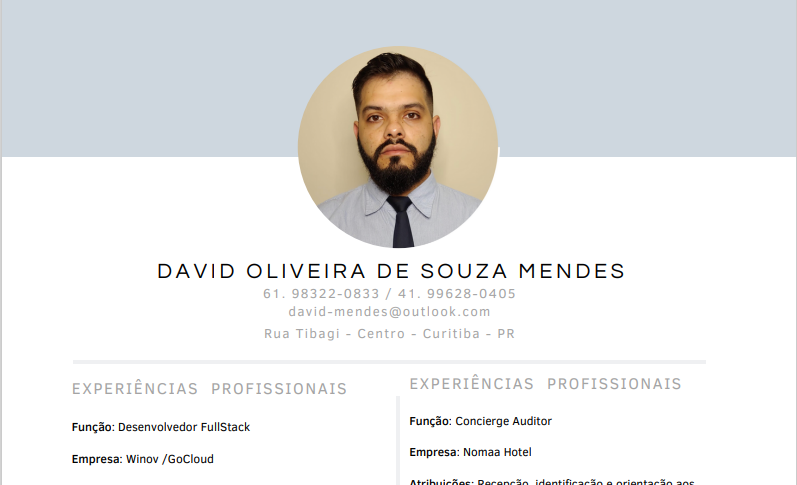 DAVID OLIVEIRA DE SOUZA MENDES
61. 98322-0833 / 41. 99628-0405
david-mendes@outlook.com
Rua Tibagi - Centro - Curitiba - PR
EXPERIÊNCIAS PROFISSIONAIS
Função: Desenvolvedor FullStack
Empresa: Winov /GoCloud
EXPERIÊNCIAS PROFISSIONAIS
Função: Concierge Auditor
Empresa: Nomaa Hotel
Atribuições: Recepção, identificação e orientação aos